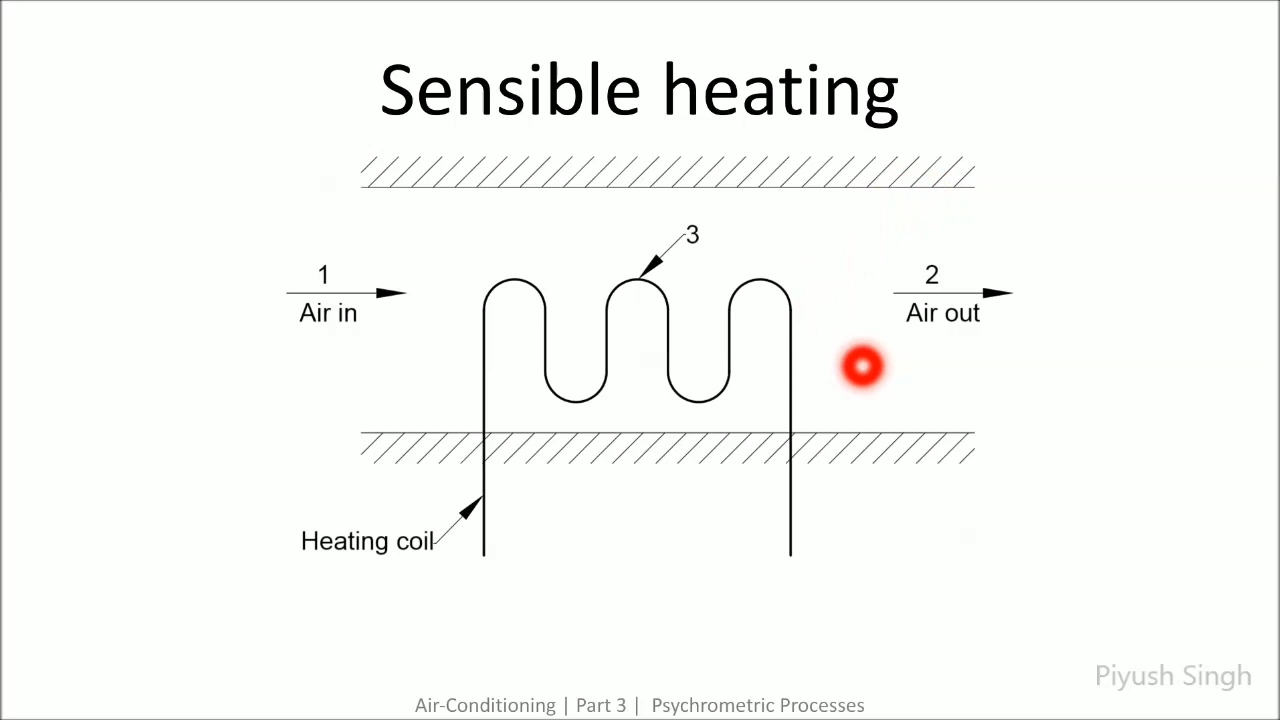 Sensible heating
3
1
Air in
2
Air out
Heating coil
Piyush Singh
Air-Conditioning | Part 3 | Psychrometric Processes